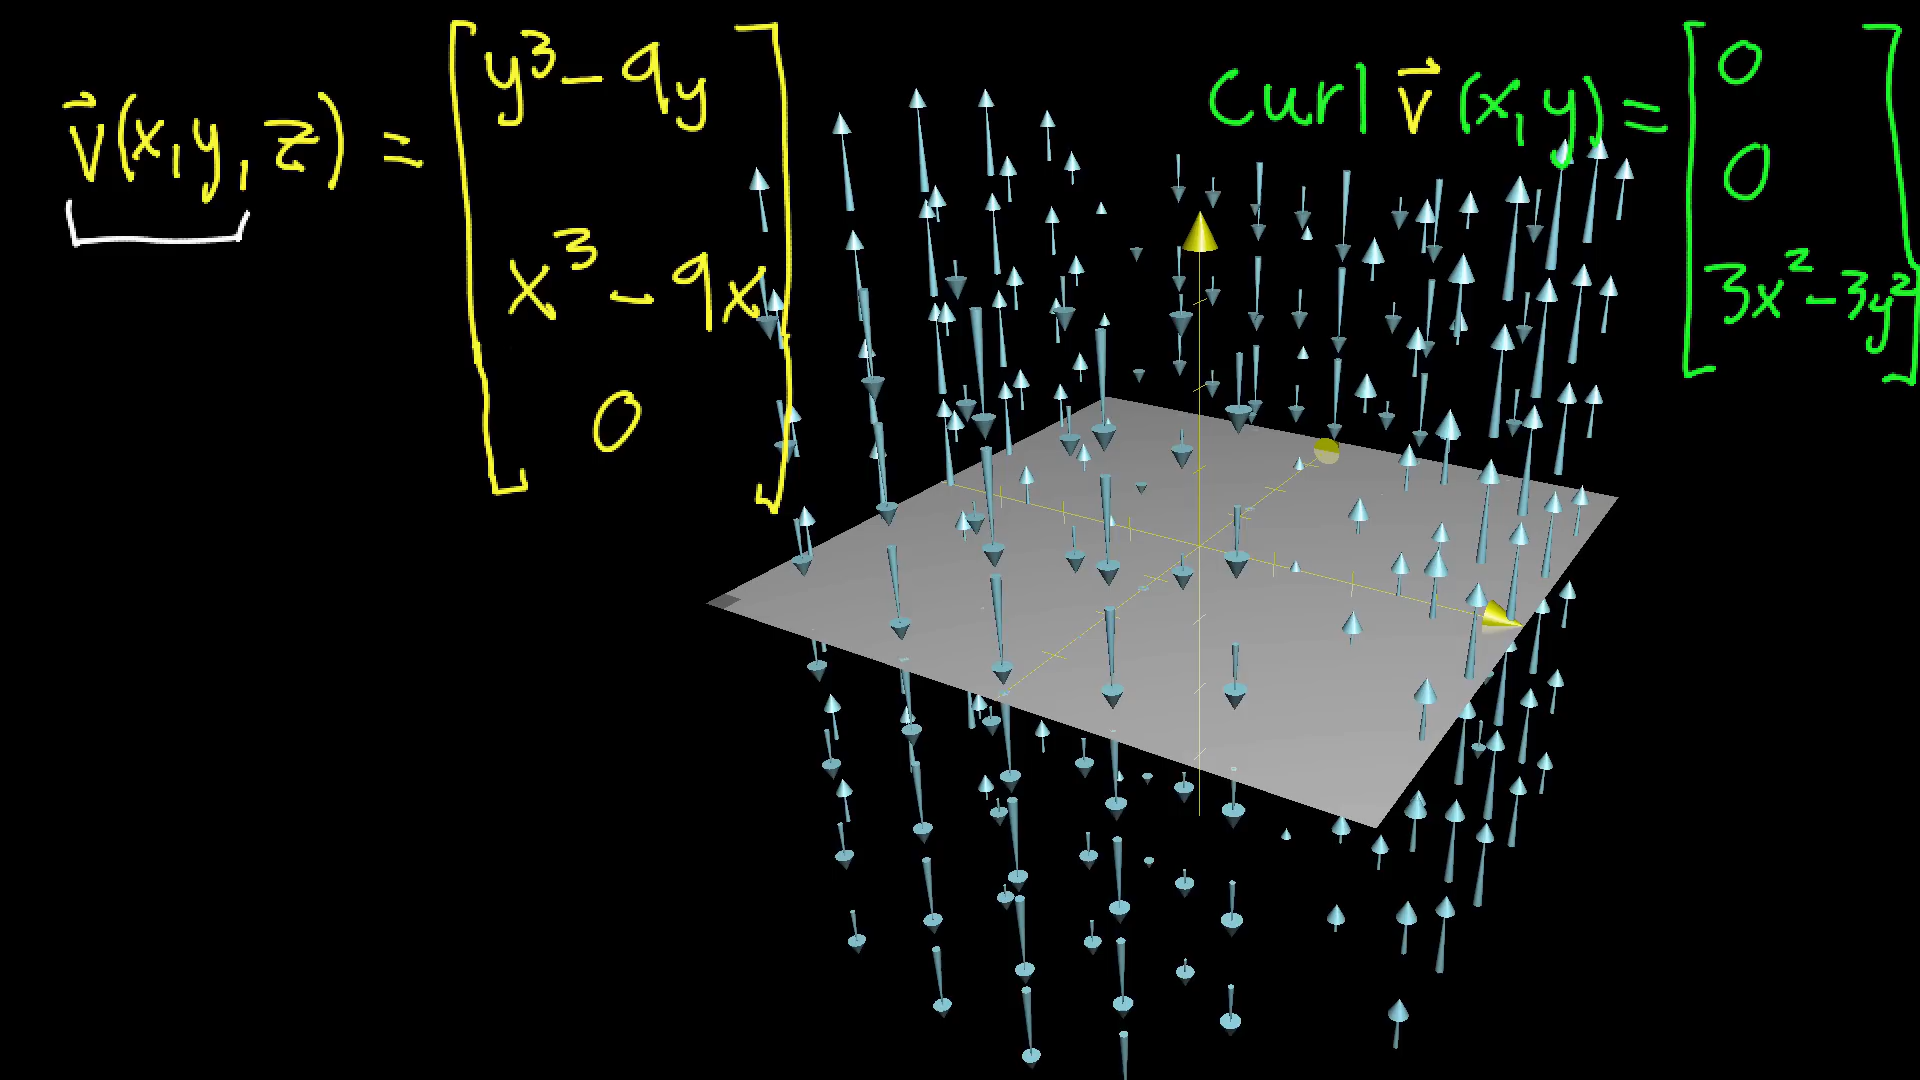 v⃗(x,y,z) = [y³-9y
x³-9x
0]
Curl v⃗(x,y) = [0
0
3x²-3y²]